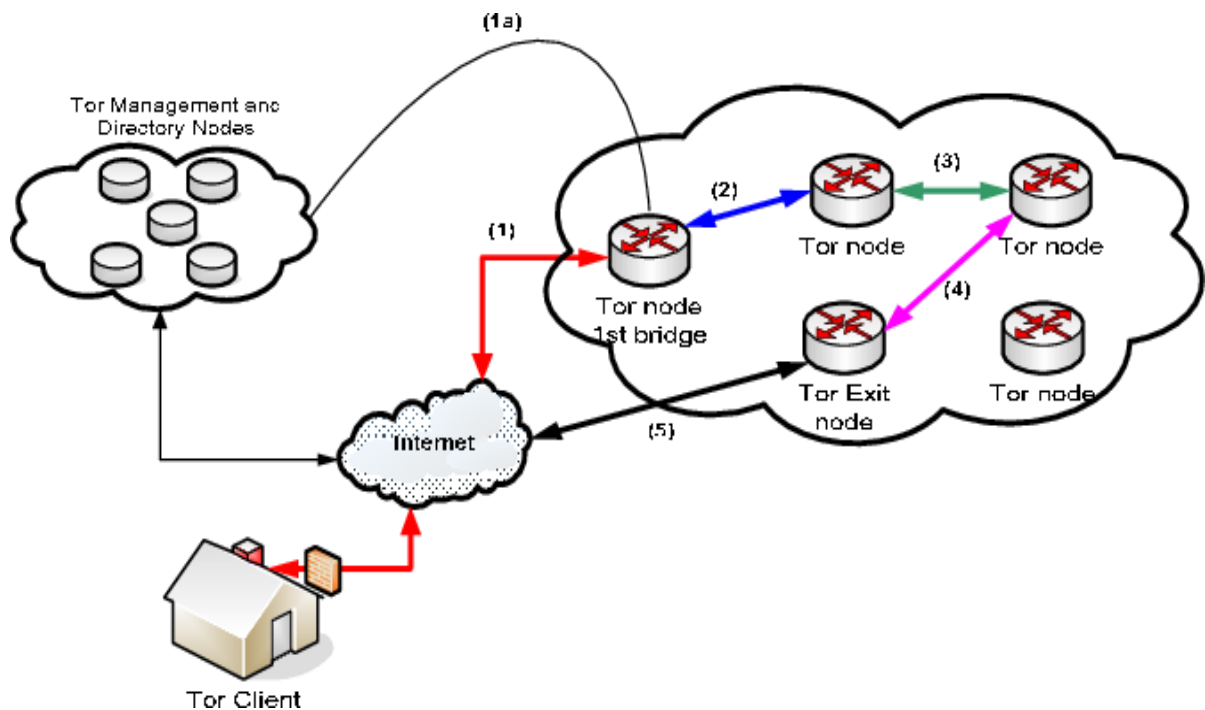 (1a)
Tor Management and
Directory Nodes
(2)
(3)
(1)
Tor node
Tor node
(4)
Tor node
1st bridge
Tor Exit
node
Tor node
(5)
Internet
Tor Client